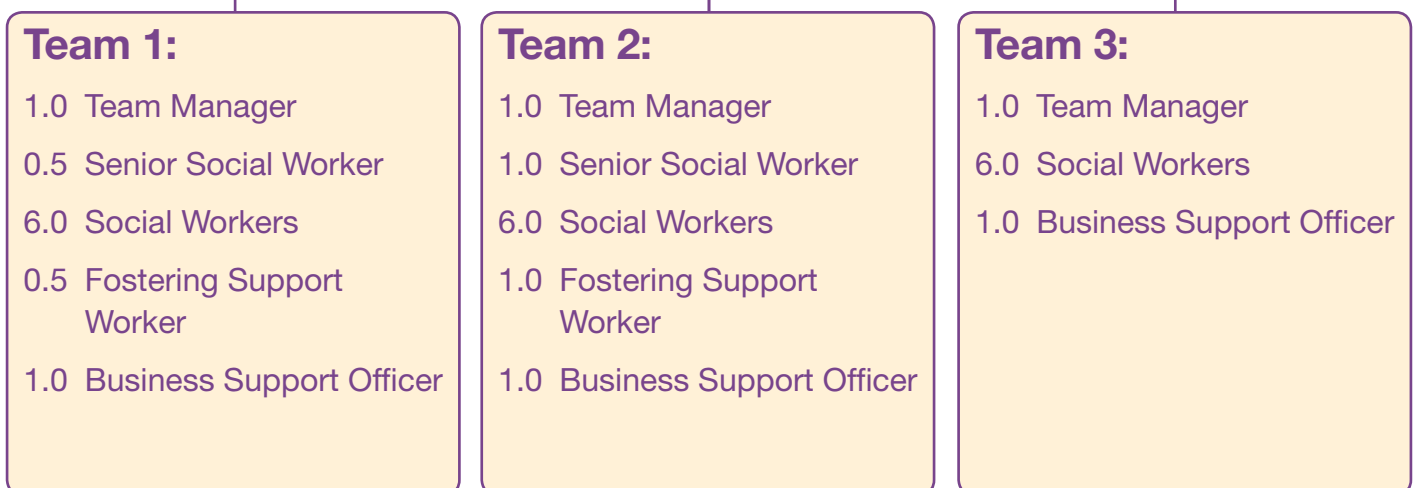 Team 1:
1.0 Team Manager
0.5 Senior Social Worker
6.0 Social Workers
0.5 Fostering Support
Worker
1.0 Business Support Officer
Team 2:
1.0 Team Manager
1.0 Senior Social Worker
6.0 Social Workers
1.0 Fostering Support
Worker
1.0 Business Support Officer
Team 3:
1.0 Team Manager
6.0 Social Workers
1.0 Business Support Officer